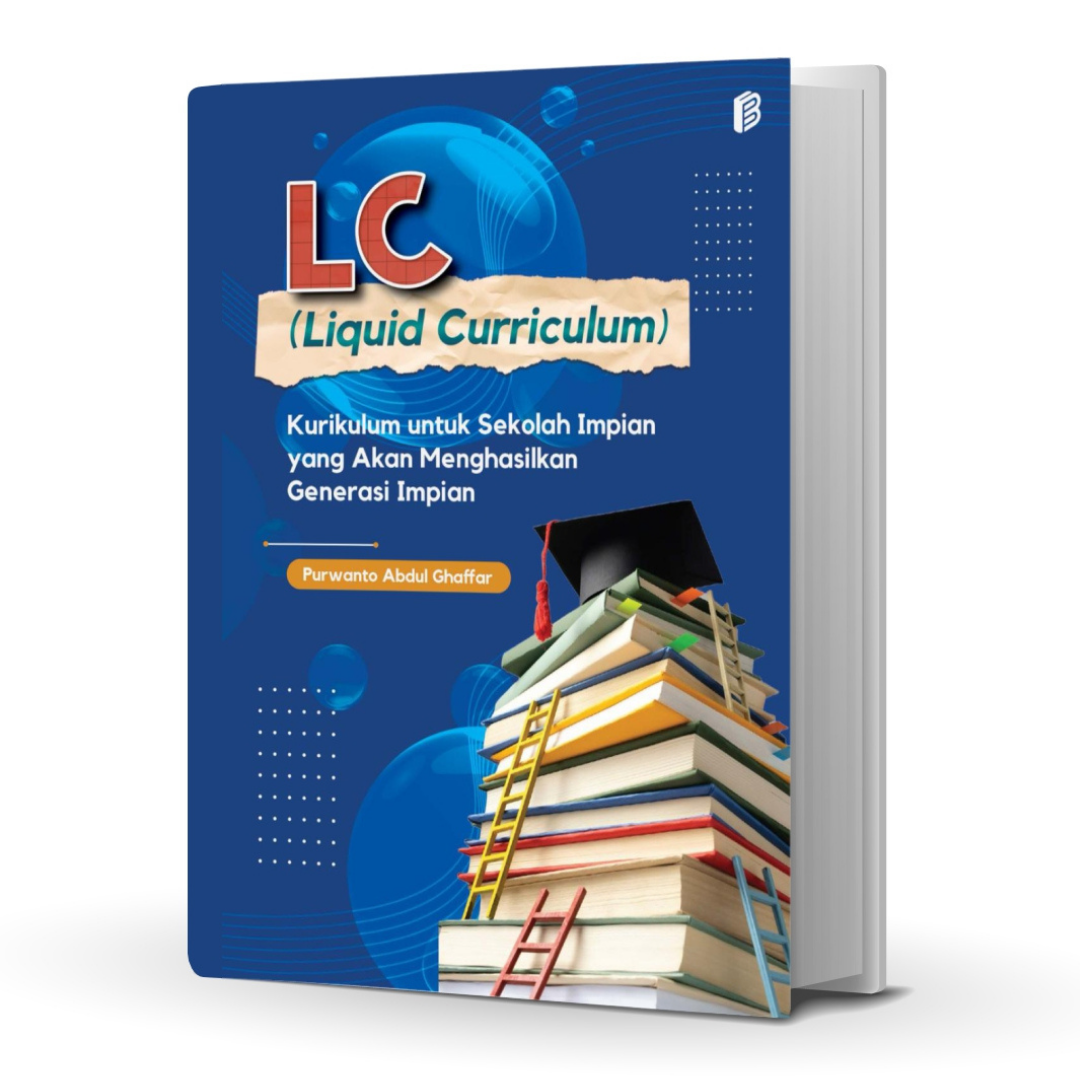 LC
(Liquid Curriculum)
Kurikulum untuk Sekolah Impian
yang Akan Menghasilkan
Generasi Impian
Purwanto Abdul Ghaffar